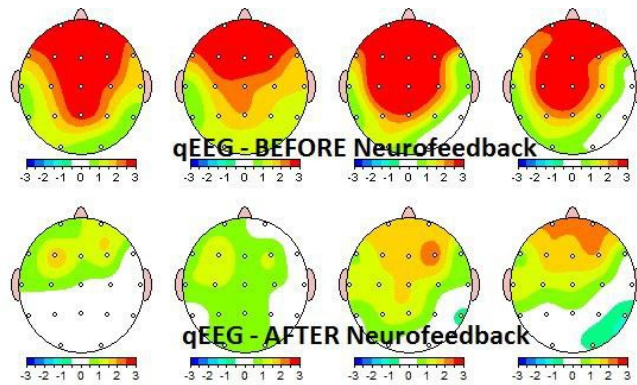 qEEG - BEFORE Neurofeedback
-3 -2 -1 0 1 2 3 -3 -2 -1 0 1 2 3 -3 -2 -1 0 1 2 3 -3 -2 -1 0 1 2 3
qEEG - AFTER Neurofeedback
-3 -2 -1 0 1 2 3 -3 -2 -1 0 1 2 3 -3 -2 -1 0 1 2 3 -3 -2 -1 0 1 2 3